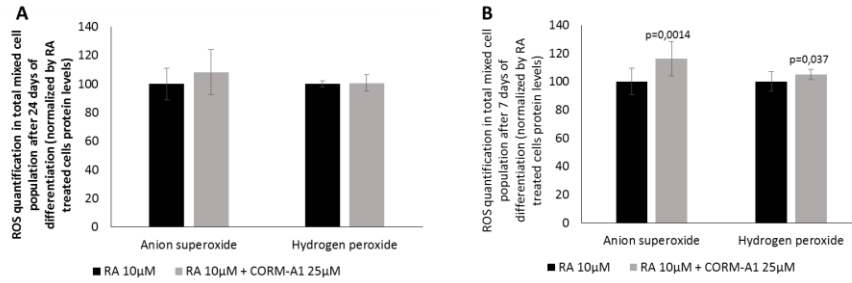 A
ROS quantification in total mixed cell
population after 24 days of
differentiation (normalized by RA
treated cells protein levels)
140
120
100
80
60
40
20
0
Anion superoxide
Hydrogen peroxide
RA 10µM
RA 10µM + CORM-A1 25µM
B
ROS quantification in total mixed cell
population after 7 days of
differentiation (normalized by RA
treated cells protein levels)
140
120
100
80
60
40
20
0
p=0,0014
p=0,037
Anion superoxide
Hydrogen peroxide
RA 10µM
RA 10µM + CORM-A1 25µM